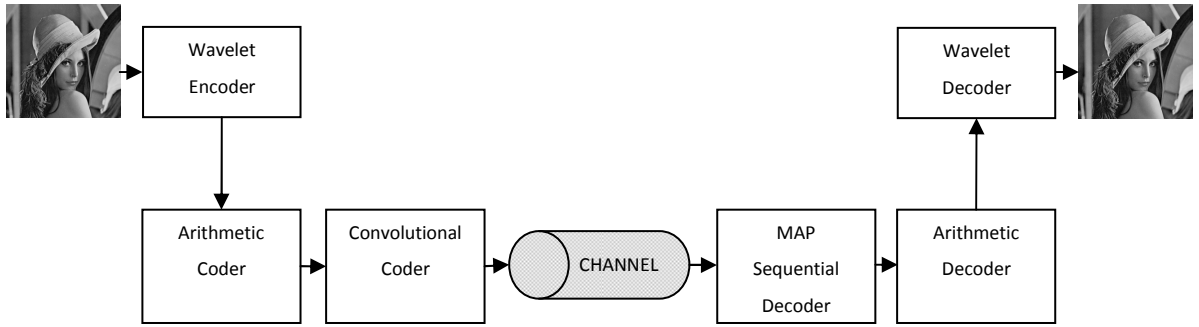 Wavelet
Encoder
Wavelet
Decoder
Arithmetic
Coder
Convolutional
Coder
CHANNEL
MAP
Sequential
Decoder
Arithmetic
Decoder